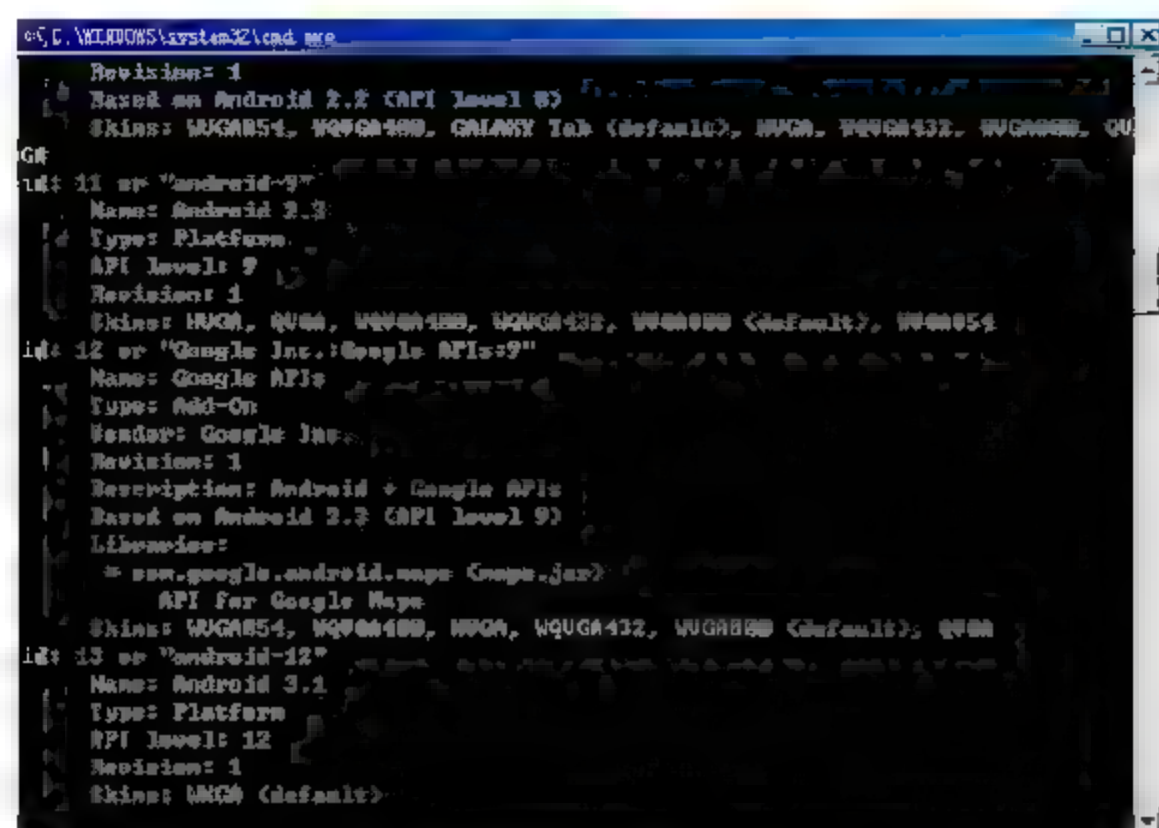 C:\WINDOWS\system32\cmd.exe
Revision: 1
Based on Android 2.2 (API level 8)
Skins: WVGA854, WQVGA400, GALAXY Tab (default), HVGA, WQVGA432, WVGA800, QV
GA
id: 11 or "android-9"
Name: Android 2.3
Type: Platform
API level: 9
Revision: 1
Skins: HVGA, QVGA, WQVGA400, WQVGA432, WVGA800 (default), WVGA854
id: 12 or "Google Inc.:Google APIs:9"
Name: Google APIs
Type: Add-On
Vendor: Google Inc.
Revision: 1
Description: Android + Google APIs
Based on Android 2.3 (API level 9)
Libraries:
* com.google.android.maps (maps.jar)
API for Google Maps
Skins: WVGA854, WQVGA400, HVGA, WQVGA432, WVGA800 (default), QVGA
id: 13 or "android-12"
Name: Android 3.1
Type: Platform
API level: 12
Revision: 1
Skins: WXGA (default)